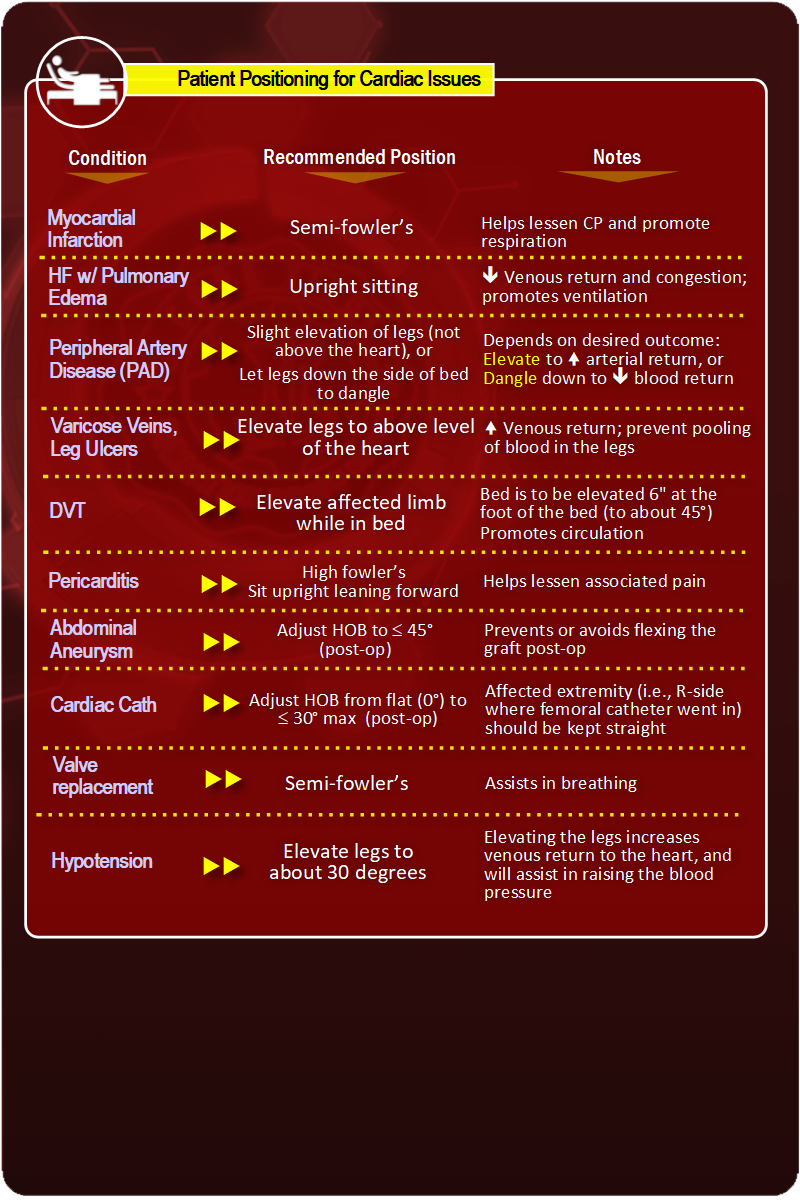 Patient Positioning for Cardiac Issues
Condition
Recommended Position
Notes
Myocardial
Infarction
Semi-fowler's
Helps lessen CP and promote
respiration
HF w/ Pulmonary
Edema
Upright sitting
🡻 Venous return and congestion;
promotes ventilation
Peripheral Artery
Disease (PAD)
Slight elevation of legs (not
above the heart), or
Let legs down the side of bed
to dangle
Depends on desired outcome:
Elevate to 🡹 arterial return, or
Dangle down to 🡻 blood return
Varicose Veins,
Leg Ulcers
Elevate legs to above level
of the heart
🡹 Venous return; prevent pooling
of blood in the legs
DVT
Elevate affected limb
while in bed
Bed is to be elevated 6" at the
foot of the bed (to about 45°)
Promotes circulation
Pericarditis
High fowler's
Sit upright leaning forward
Helps lessen associated pain
Abdominal
Aneurysm
Adjust HOB to ≤ 45°
(post-op)
Prevents or avoids flexing the
graft post-op
Cardiac Cath
Adjust HOB from flat (0°) to
≤ 30° max (post-op)
Affected extremity (i.e., R-side
where femoral catheter went in)
should be kept straight
Valve
replacement
Semi-fowler's
Assists in breathing
Hypotension
Elevate legs to
about 30 degrees
Elevating the legs increases
venous return to the heart, and
will assist in raising the blood
pressure